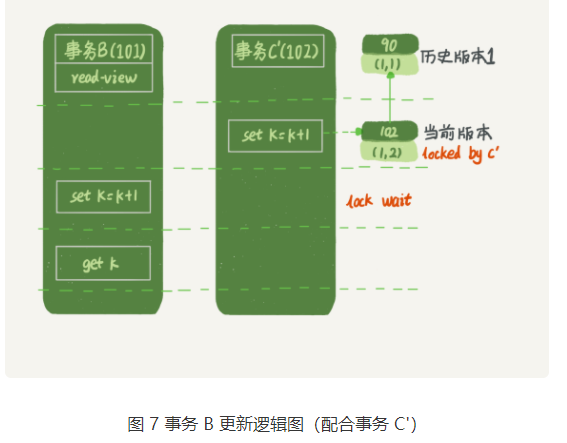 事务B(101)
read-view
set k=k+1
get k
事务C'(102)
set k=k+1
90
(1,1)
历史版本1
102
(1,2)
当前版本
locked by c'
lock wait
图 7 事务 B 更新逻辑图（配合事务 C'）